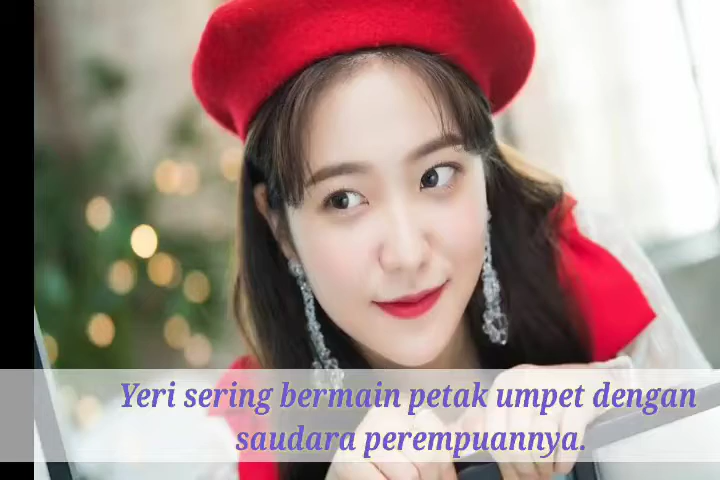 Yeri sering bermain petak umpet dengan
saudara perempuannya.